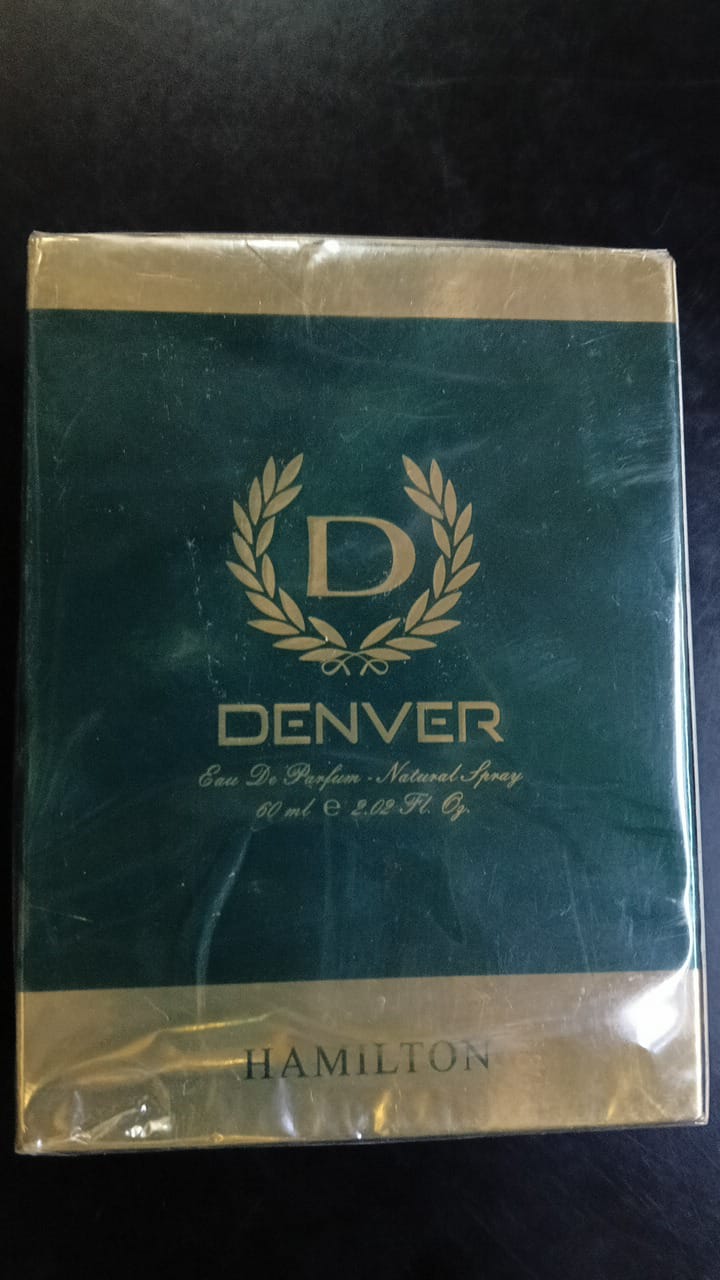 D
DENVER
Eau De Parfum - Natural Spray
60 ml ℮ 2.02 Fl. Oz.
HAMILTON